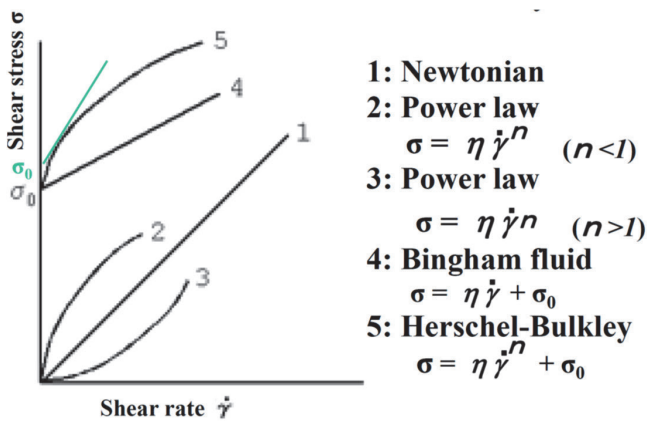 Shear stress σ
σ₀
σ₀
5
4
1
2
3
Shear rate γ̇
1: Newtonian
2: Power law
σ = η γ̇ⁿ (n <1)
3: Power law
σ = η γ̇ⁿ (n >1)
4: Bingham fluid
σ = η γ̇ + σ₀
5: Herschel-Bulkley
σ = η γ̇ⁿ + σ₀